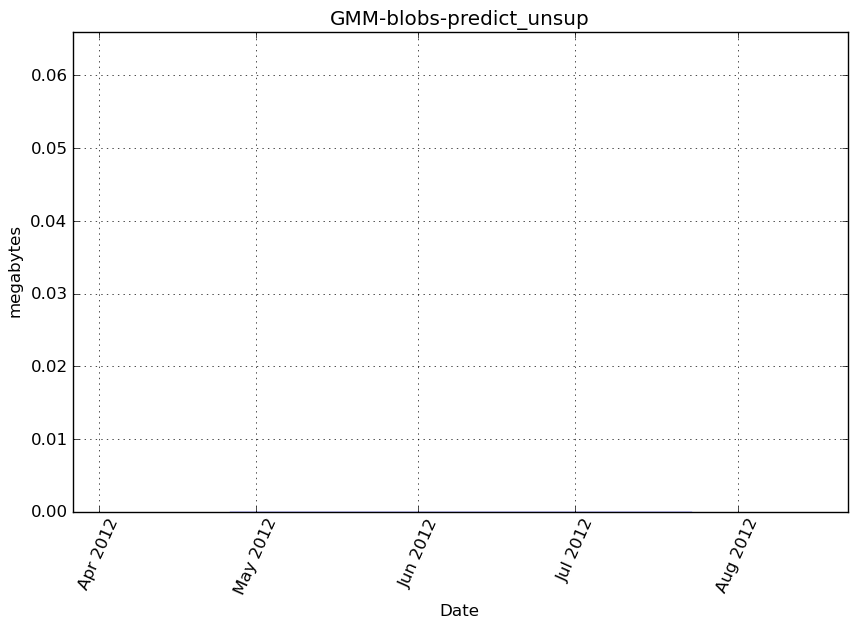 GMM-blobs-predict_unsup
0.06
0.05
0.04
0.03
0.02
0.01
0.00
megabytes
Apr 2012
May 2012
Jun 2012
Jul 2012
Aug 2012
Date